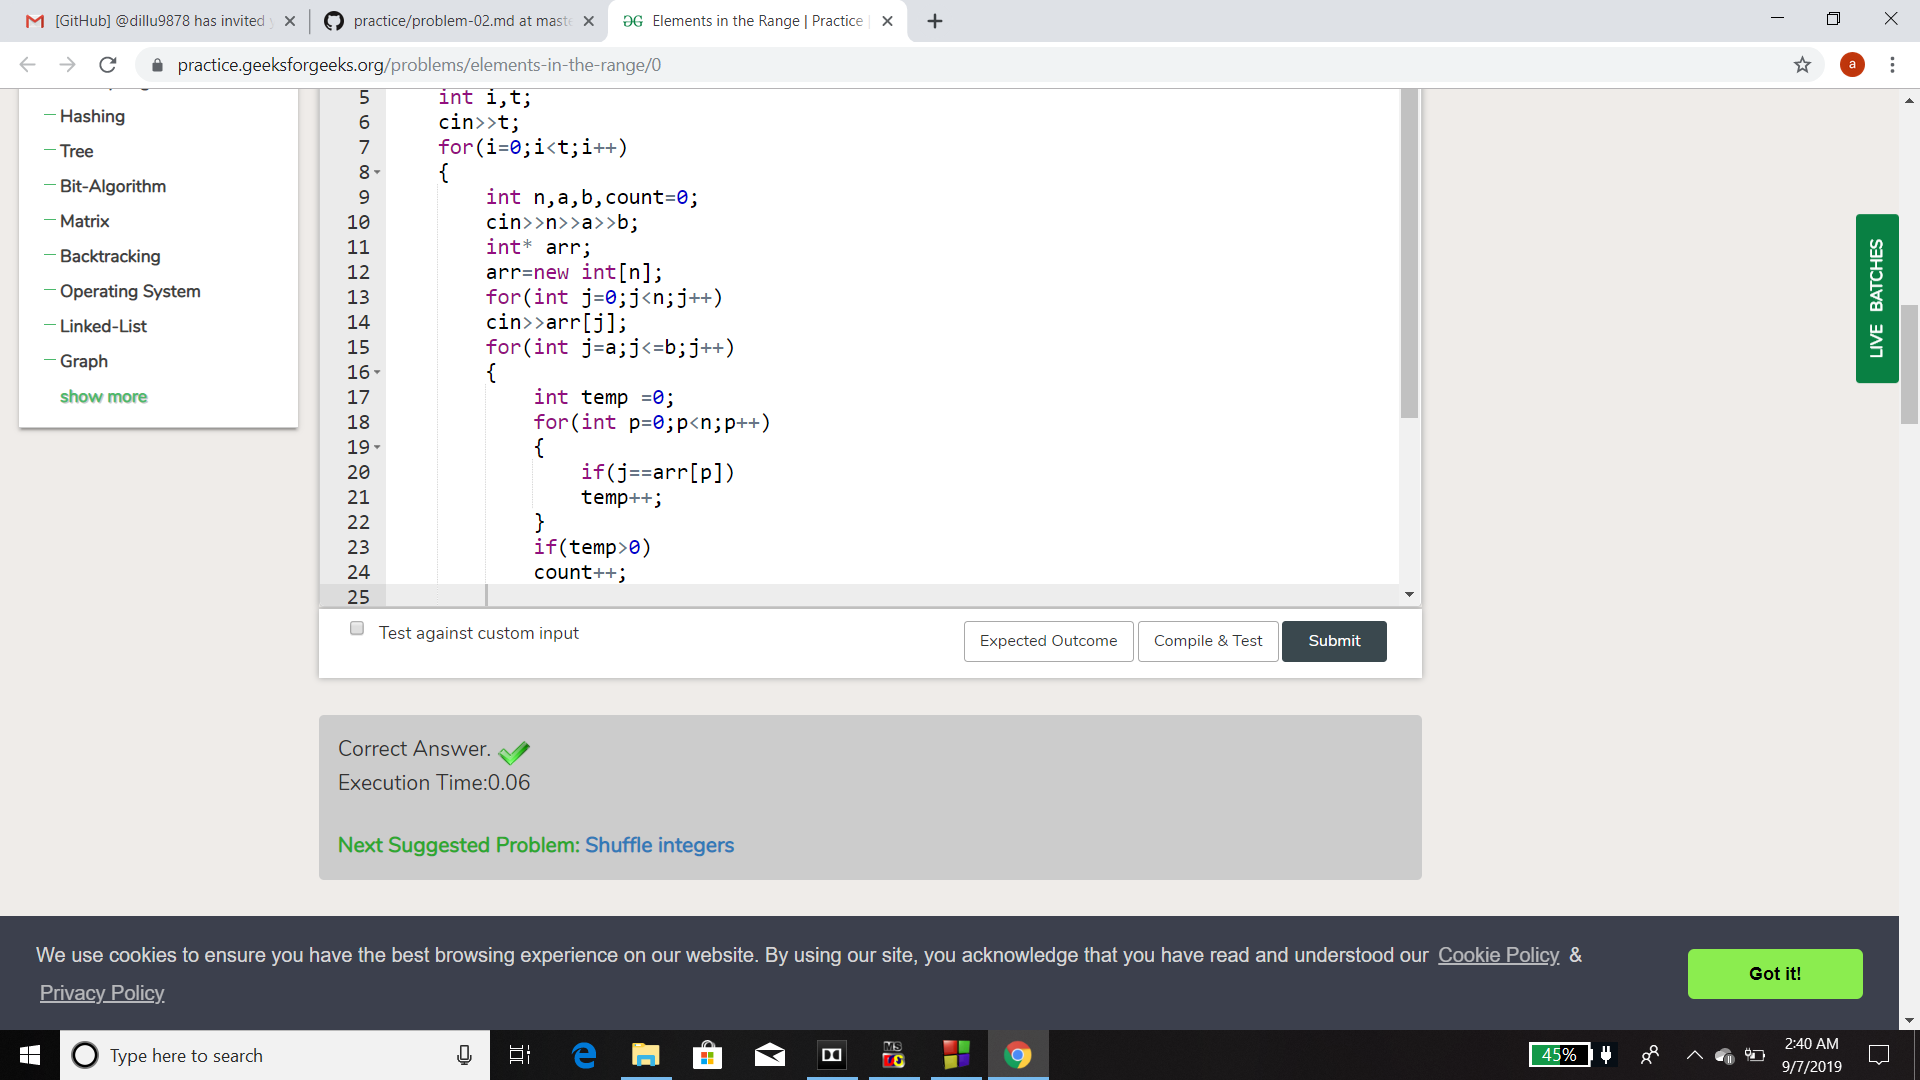 [GitHub] @dillu9878 has invited
practice/problem-02.md at mast
GG Elements in the Range | Practice
practice.geeksforgeeks.org/problems/elements-in-the-range/0
a
Hashing
Tree
Bit-Algorithm
Matrix
Backtracking
Operating System
Linked-List
Graph
show more
5 int i,t;
6 cin>>t;
7 for(i=0;i<t;i++)
8 {
9 int n,a,b,count=0;
10 cin>>n>>a>>b;
11 int* arr;
12 arr=new int[n];
13 for(int j=0;j<n;j++)
14 cin>>arr[j];
15 for(int j=a;j<=b;j++)
16 {
17 int temp =0;
18 for(int p=0;p<n;p++)
19 {
20 if(j==arr[p])
21 temp++;
22 }
23 if(temp>0)
24 count++;
25
LIVE BATCHES
Test against custom input
Expected Outcome
Compile & Test
Submit
Correct Answer.
Execution Time:0.06
Next Suggested Problem: Shuffle integers
We use cookies to ensure you have the best browsing experience on our website. By using our site, you acknowledge that you have read and understood our Cookie Policy &
Privacy Policy
Got it!
Type here to search
45%
2:40 AM
9/7/2019